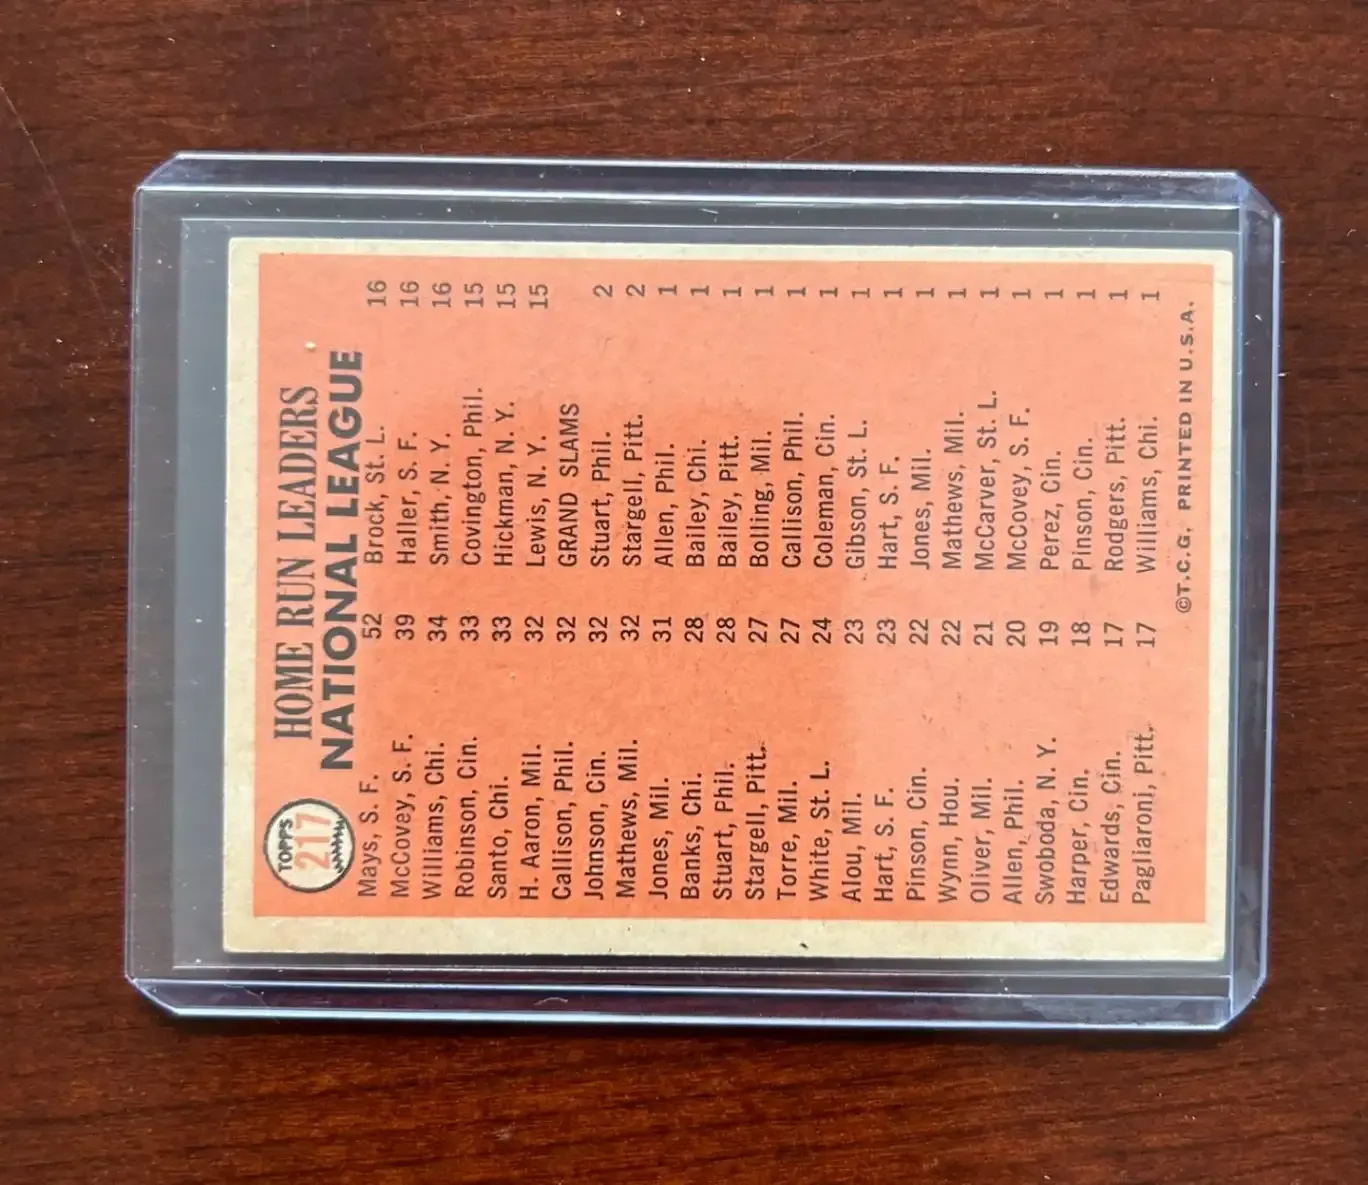 TOPPS
217
HOME RUN LEADERS
NATIONAL LEAGUE
Mays, S. F. 52 Brock, St. L. 16
McCovey, S. F. 39 Haller, S. F. 16
Williams, Chi. 34 Smith, N. Y. 16
Robinson, Cin. 33 Covington, Phil. 15
Santo, Chi. 33 Hickman, N. Y. 15
H. Aaron, Mil. 32 Lewis, N. Y. 15
Callison, Phil. 32 GRAND SLAMS
Johnson, Cin. 32 Stuart, Phil. 2
Mathews, Mil. 32 Stargell, Pitt. 2
Jones, Mil. 31 Allen, Phil. 1
Banks, Chi. 28 Bailey, Chi. 1
Stuart, Phil. 28 Bailey, Pitt. 1
Stargell, Pitt. 27 Bolling, Mil. 1
Torre, Mil. 27 Callison, Phil. 1
White, St. L. 24 Coleman, Cin. 1
Alou, Mil. 23 Gibson, St. L. 1
Hart, S. F. 23 Hart, S. F. 1
Pinson, Cin. 22 Jones, Mil. 1
Wynn, Hou. 22 Mathews, Mil. 1
Oliver, Mil. 21 McCarver, St. L. 1
Allen, Phil. 20 McCovey, S. F. 1
Swoboda, N. Y. 19 Perez, Cin. 1
Harper, Cin. 18 Pinson, Cin. 1
Edwards, Cin. 17 Rodgers, Pitt. 1
Pagliaroni, Pitt. 17 Williams, Chi. 1
©T.C.G. PRINTED IN U.S.A.